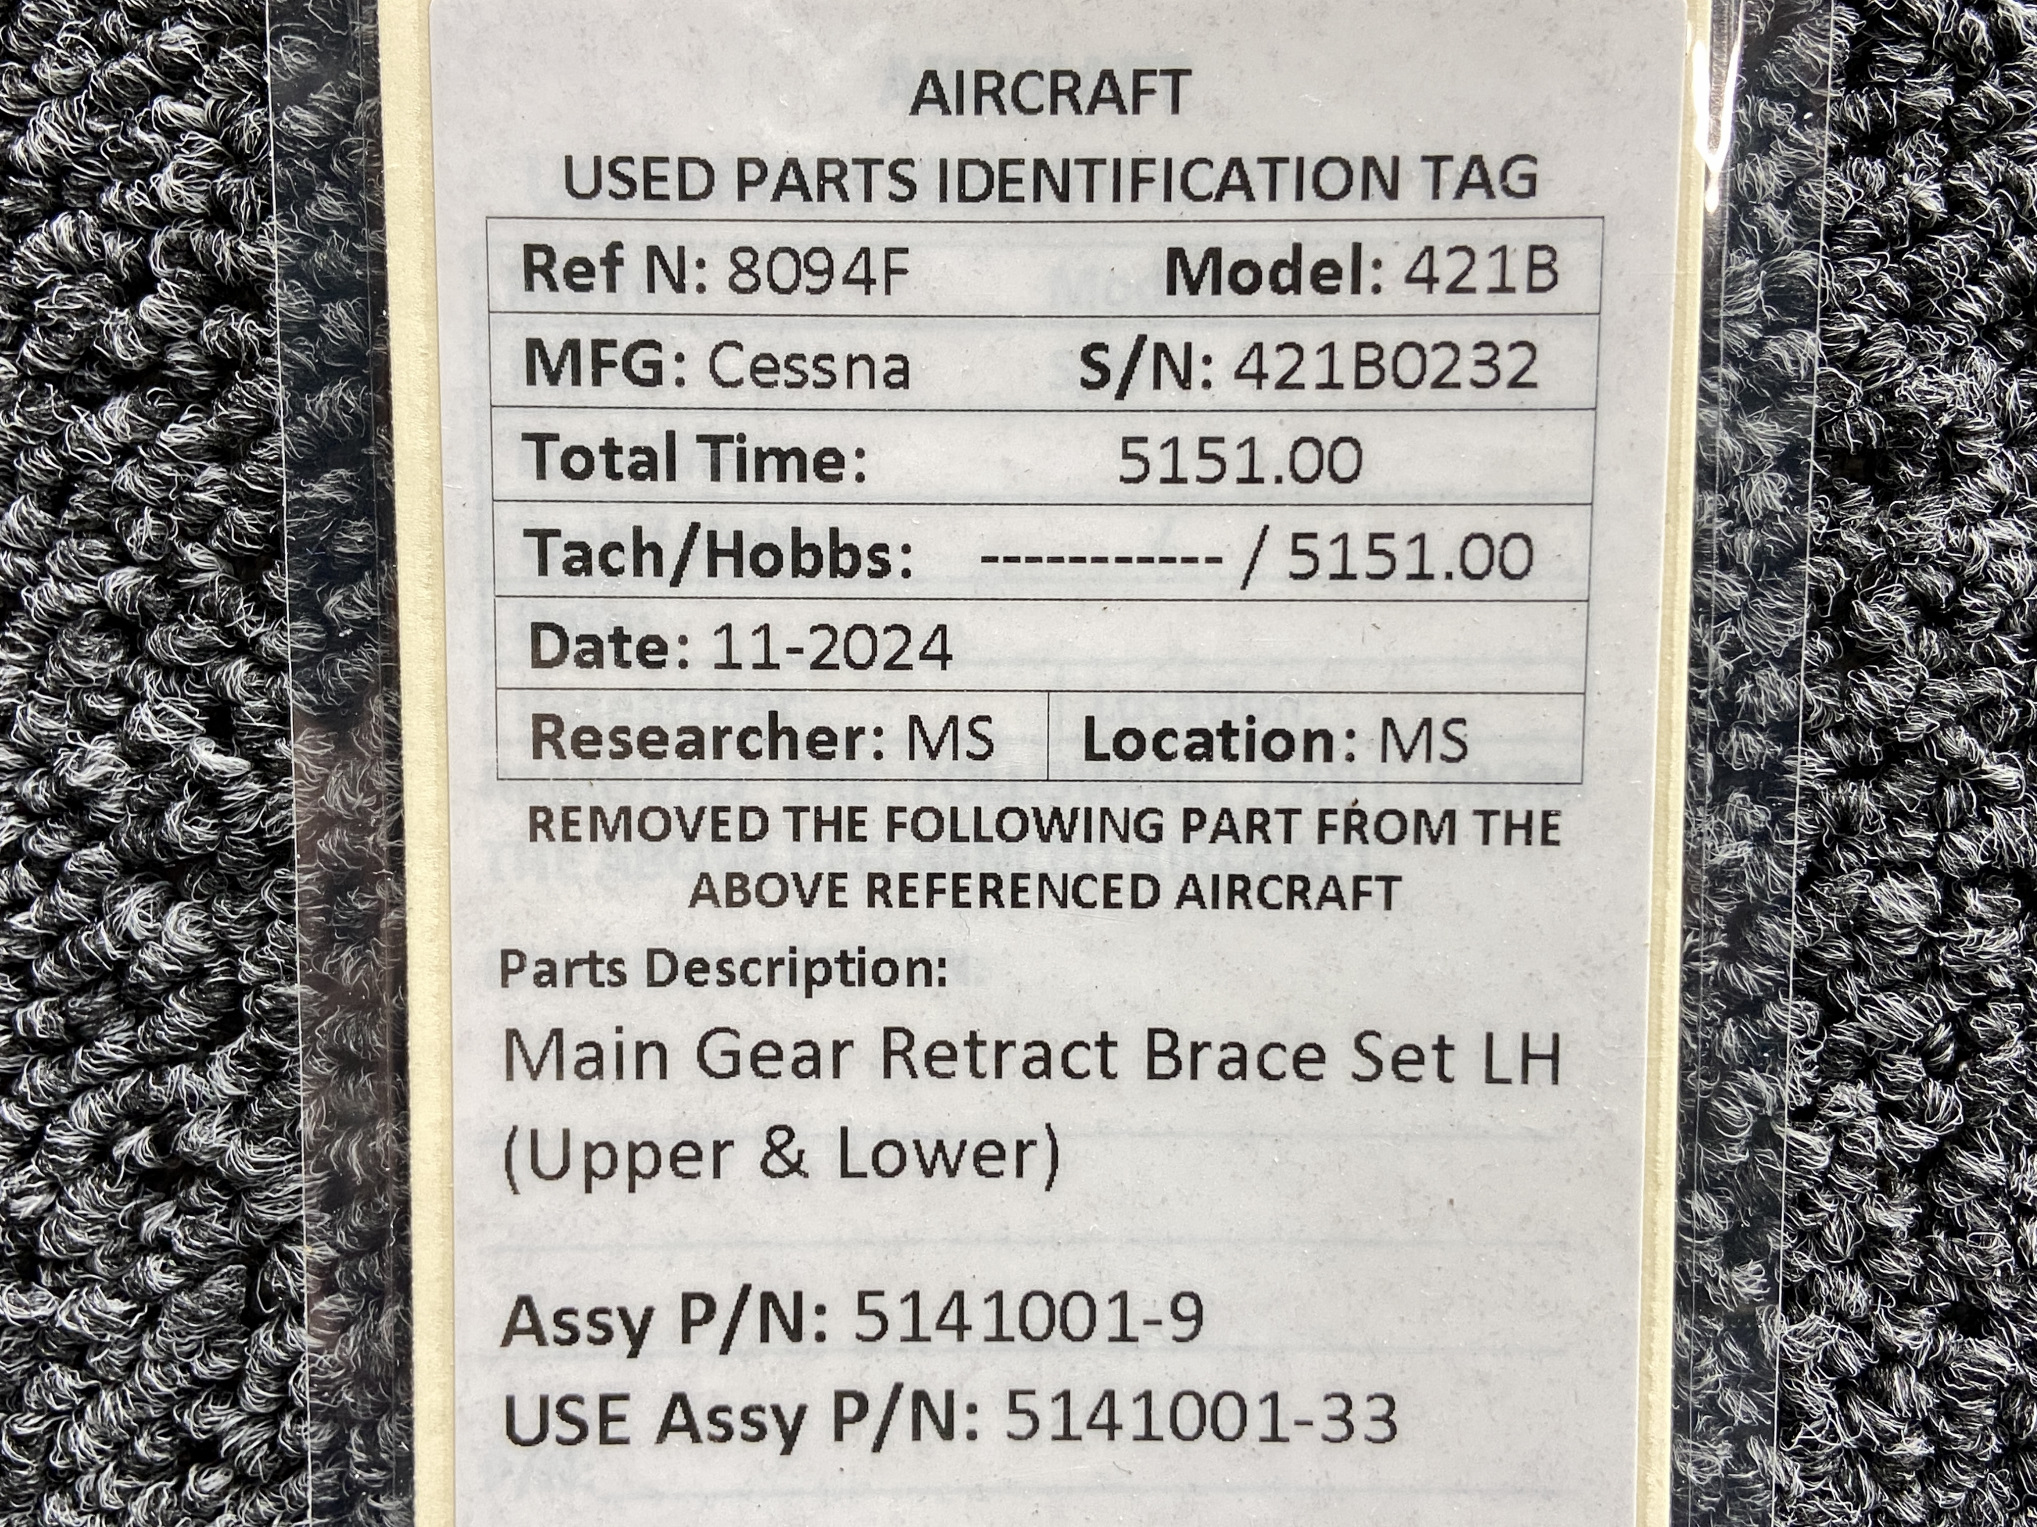 AIRCRAFT
USED PARTS IDENTIFICATION TAG
Ref N: 8094F Model: 421B
MFG: Cessna S/N: 421B0232
Total Time: 5151.00
Tach/Hobbs: ----------- / 5151.00
Date: 11-2024
Researcher: MS Location: MS
REMOVED THE FOLLOWING PART FROM THE
ABOVE REFERENCED AIRCRAFT
Parts Description:
Main Gear Retract Brace Set LH
(Upper & Lower)
Assy P/N: 5141001-9
USE Assy P/N: 5141001-33